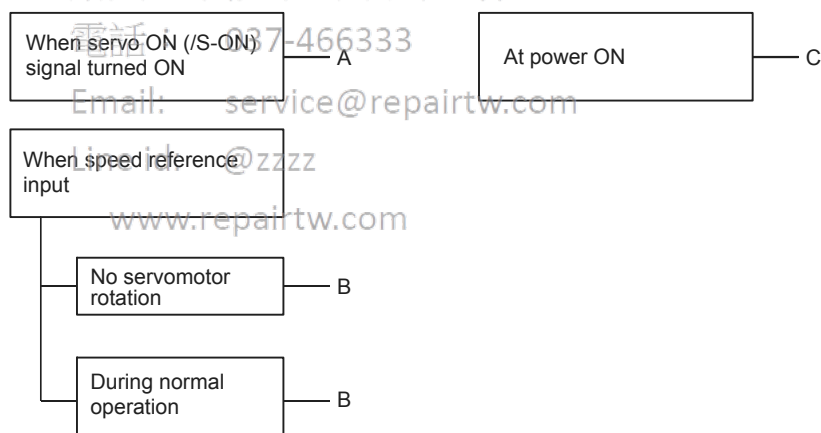 When servo ON (/S-ON)
signal turned ON
A
At power ON
C
電話： 037-466333
Email: service@repairtw.com
When speed reference
input
Line id: @zzzz
www.repairtw.com
No servomotor
rotation
B
During normal
operation
B